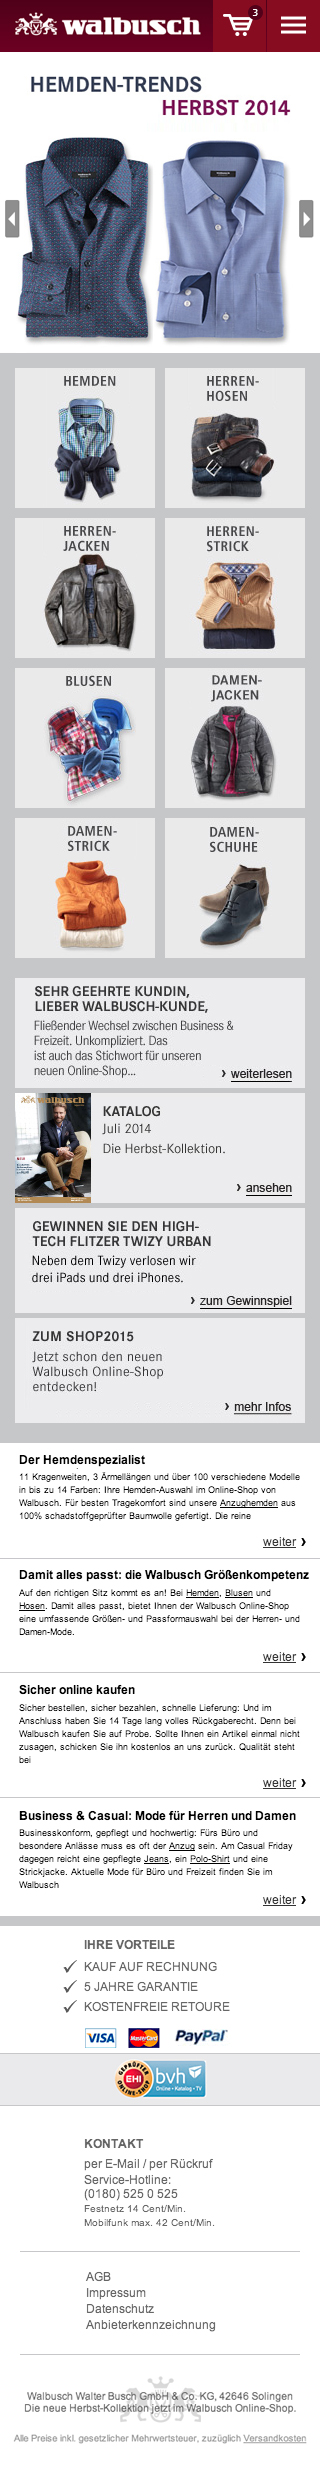 walbusch
3
HEMDEN-TRENDS
HERBST 2014
HEMDEN
HERREN-
HOSEN
HERREN-
JACKEN
HERREN-
STRICK
BLUSEN
DAMEN-
JACKEN
DAMEN-
STRICK
DAMEN-
SCHUHE
SEHR GEEHRTE KUNDIN,
LIEBER WALBUSCH-KUNDE,
Fließender Wechsel zwischen Business &
Freizeit. Unkompliziert. Das
ist auch das Stichwort für unseren
neuen Online-Shop...
› weiterlesen
walbusch
KATALOG
Juli 2014
Die Herbst-Kollektion.
› ansehen
GEWINNEN SIE DEN HIGH-
TECH FLITZER TWIZY URBAN
Neben dem Twizy verlosen wir
drei iPads und drei iPhones.
› zum Gewinnspiel
ZUM SHOP2015
Jetzt schon den neuen
Walbusch Online-Shop
entdecken!
› mehr Infos
Der Hemdenspezialist
11 Kragenweiten, 3 Ärmellängen und über 100 verschiedene Modelle
in bis zu 14 Farben: Ihre Hemden-Auswahl im Online-Shop von
Walbusch. Für besten Tragekomfort sind unsere Anzughemden aus
100% schadstoffgeprüfter Baumwolle gefertigt. Die reine
weiter ›
Damit alles passt: die Walbusch Größenkompetenz
Auf den richtigen Sitz kommt es an! Bei Hemden, Blusen und
Hosen. Damit alles passt, bietet Ihnen der Walbusch Online-Shop
eine umfassende Größen- und Passformauswahl bei der Herren- und
Damen-Mode.
weiter ›
Sicher online kaufen
Sicher bestellen, sicher bezahlen, schnelle Lieferung: Und im
Anschluss haben Sie 14 Tage lang volles Rückgaberecht. Denn bei
Walbusch kaufen Sie auf Probe. Sollte Ihnen ein Artikel einmal nicht
zusagen, schicken Sie ihn kostenlos an uns zurück. Qualität steht
bei
weiter ›
Business & Casual: Mode für Herren und Damen
Businesskonform, gepflegt und hochwertig: Fürs Büro und
besondere Anlässe muss es oft der Anzug sein. Am Casual Friday
dagegen reicht eine gepflegte Jeans, ein Polo-Shirt und eine
Strickjacke. Aktuelle Mode für Büro und Freizeit finden Sie im
Walbusch
weiter ›
IHRE VORTEILE
KAUF AUF RECHNUNG
5 JAHRE GARANTIE
KOSTENFREIE RETOURE
VISA MasterCard PayPal
GEPRÜFTER
EHI
ONLINE-SHOP
bvh
Online • Katalog • TV
KONTAKT
per E-Mail / per Rückruf
Service-Hotline:
(0180) 525 0 525
Festnetz 14 Cent/Min.
Mobilfunk max. 42 Cent/Min.
AGB
Impressum
Datenschutz
Anbieterkennzeichnung
Walbusch Walter Busch GmbH & Co. KG, 42646 Solingen
Die neue Herbst-Kollektion jetzt im Walbusch Online-Shop.
Alle Preise inkl. gesetzlicher Mehrwertsteuer, zuzüglich Versandkosten